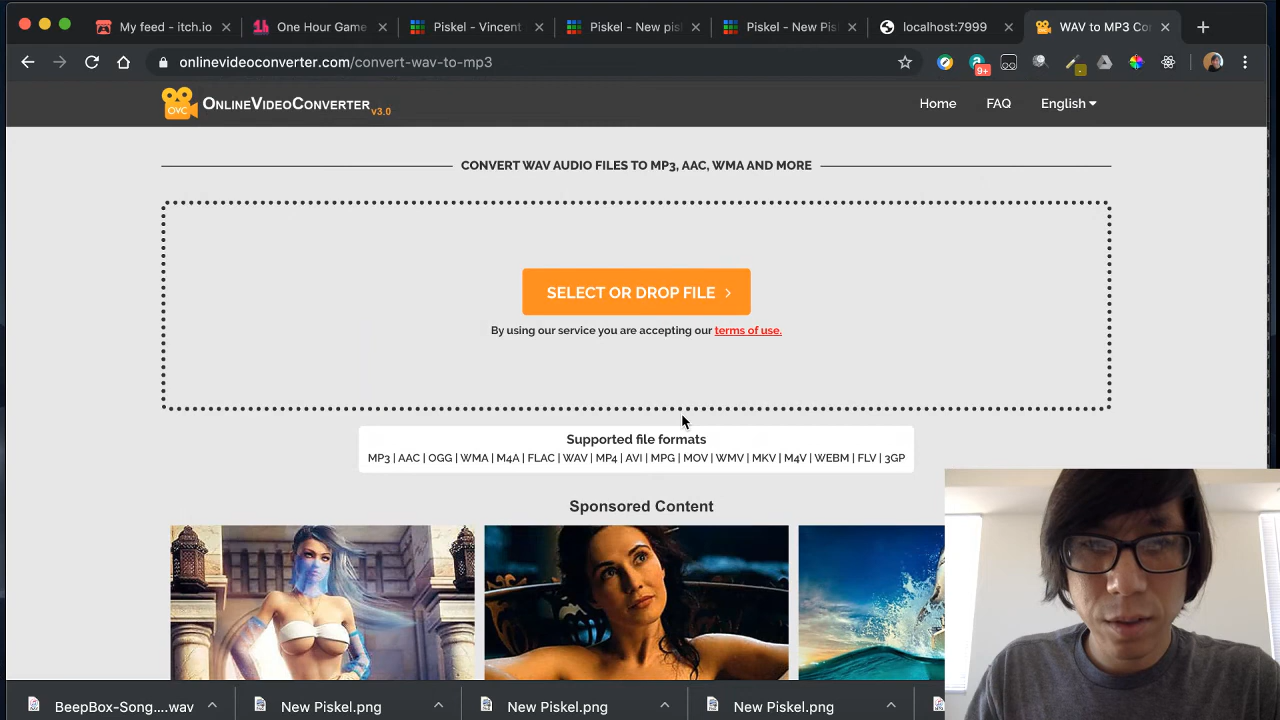 My feed - itch.io
One Hour Game
Piskel - Vincent
Piskel - New pis
Piskel - New Pis
localhost:7999
WAV to MP3 Co
onlinevideoconverter.com/convert-wav-to-mp3
9+
OVC
ONLINEVIDEOCONVERTER v3.0
Home
FAQ
English
CONVERT WAV AUDIO FILES TO MP3, AAC, WMA AND MORE
SELECT OR DROP FILE
By using our service you are accepting our terms of use.
Supported file formats
MP3 | AAC | OGG | WMA | M4A | FLAC | WAV | MP4 | AVI | MPG | MOV | WMV | MKV | M4V | WEBM | FLV | 3GP
Sponsored Content
BeepBox-Song....wav
New Piskel.png
New Piskel.png
New Piskel.png